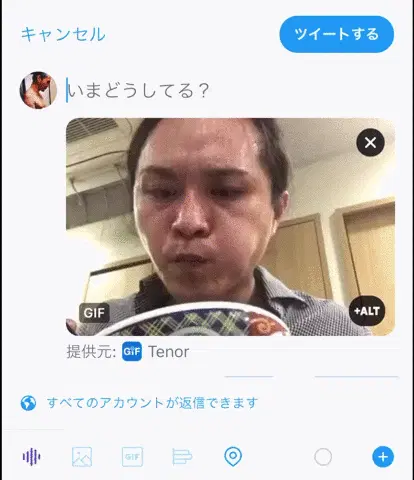 キャンセル
ツイートする
いまどうしてる？
GIF
+ALT
提供元: GIF Tenor
すべてのアカウントが返信できます
GIF